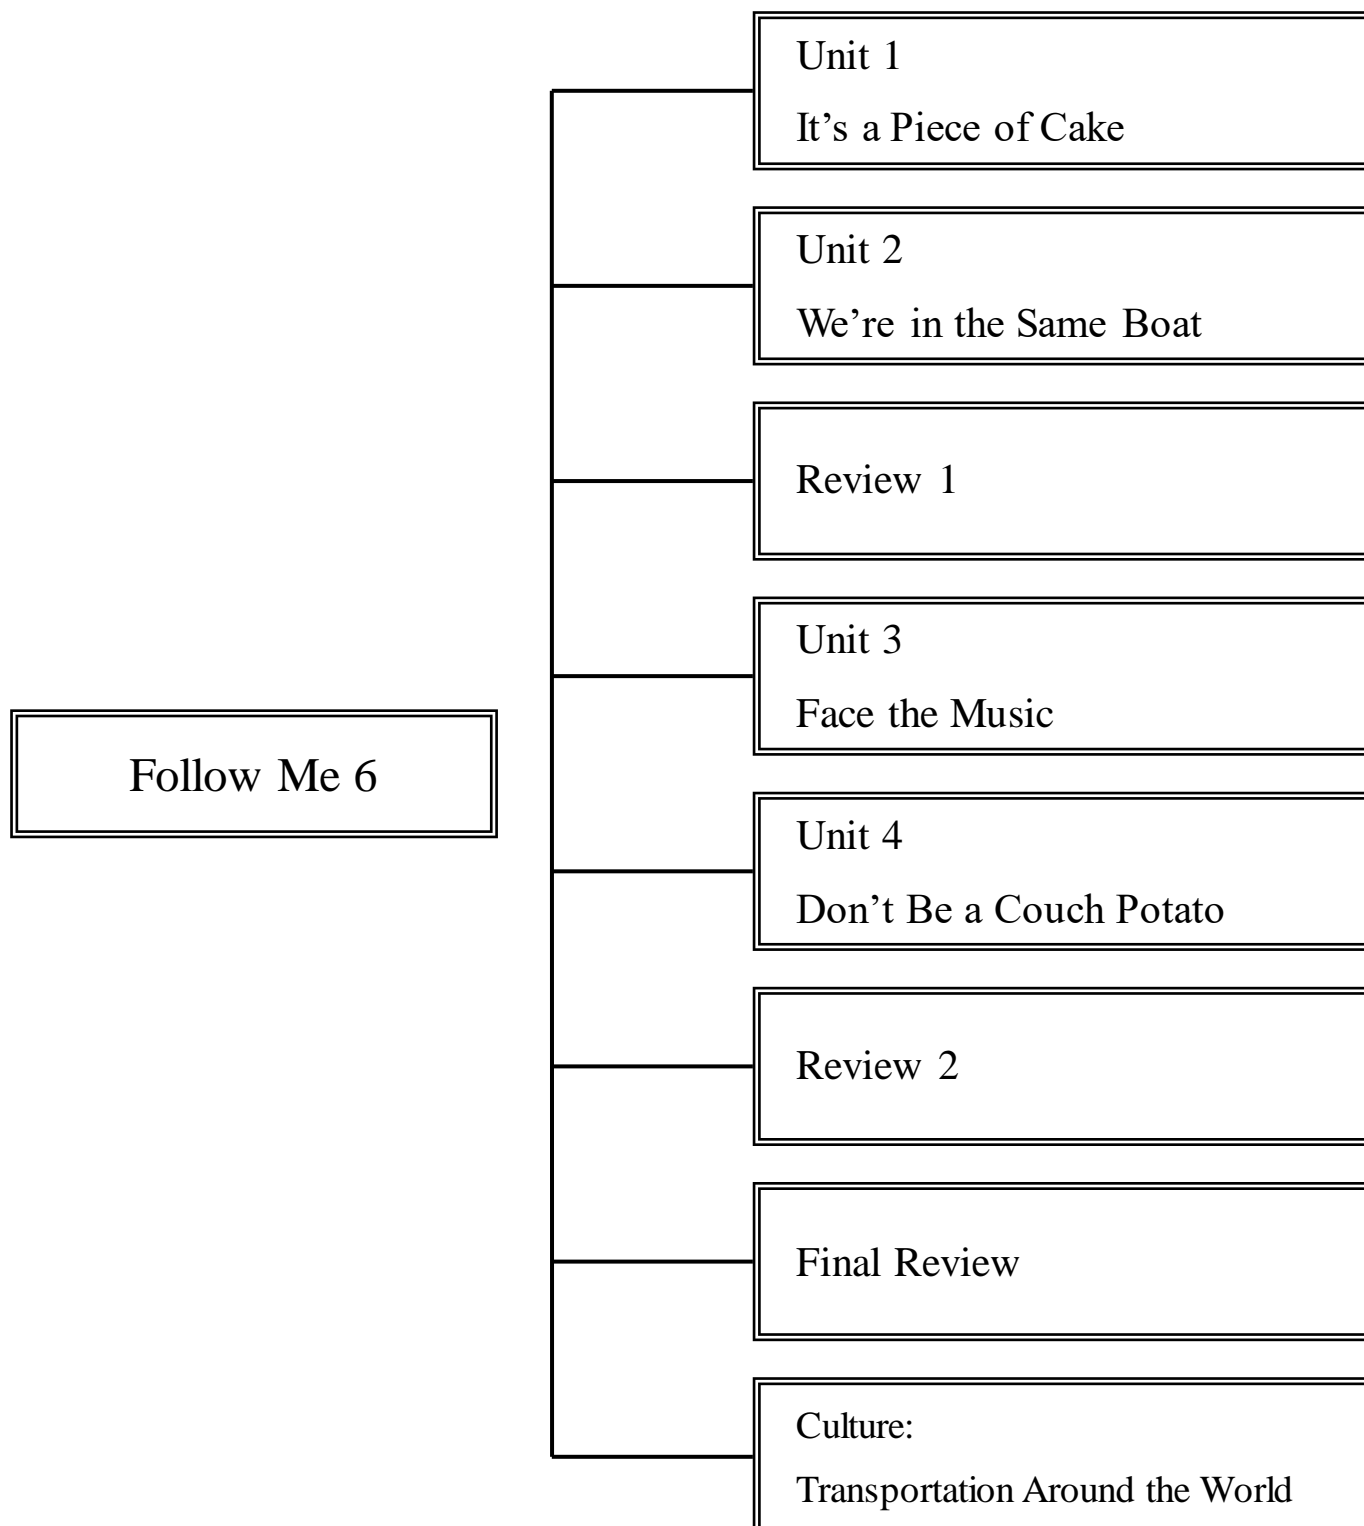 Follow Me 6
Unit 1
It’s a Piece of Cake
Unit 2
We’re in the Same Boat
Review 1
Unit 3
Face the Music
Unit 4
Don’t Be a Couch Potato
Review 2
Final Review
Culture:
Transportation Around the World